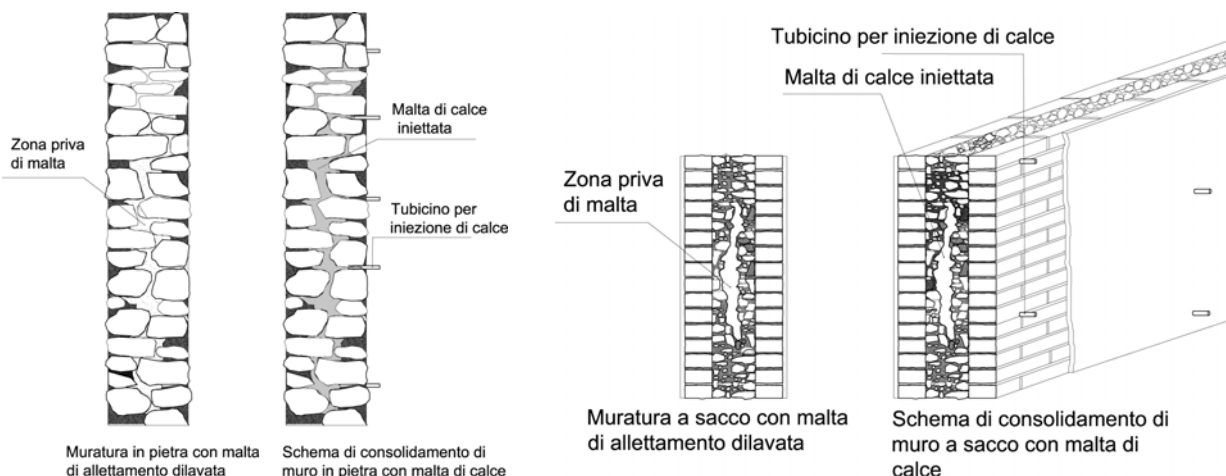 Zona priva
di malta
Malta di calce
iniettata
Tubicino per
iniezione di calce
Muratura in pietra con malta
di allettamento dilavata
Schema di consolidamento di
muro in pietra con malta di calce
Tubicino per iniezione di calce
Malta di calce iniettata
Zona priva
di malta
Muratura a sacco con malta
di allettamento dilavata
Schema di consolidamento di
muro a sacco con malta di
calce